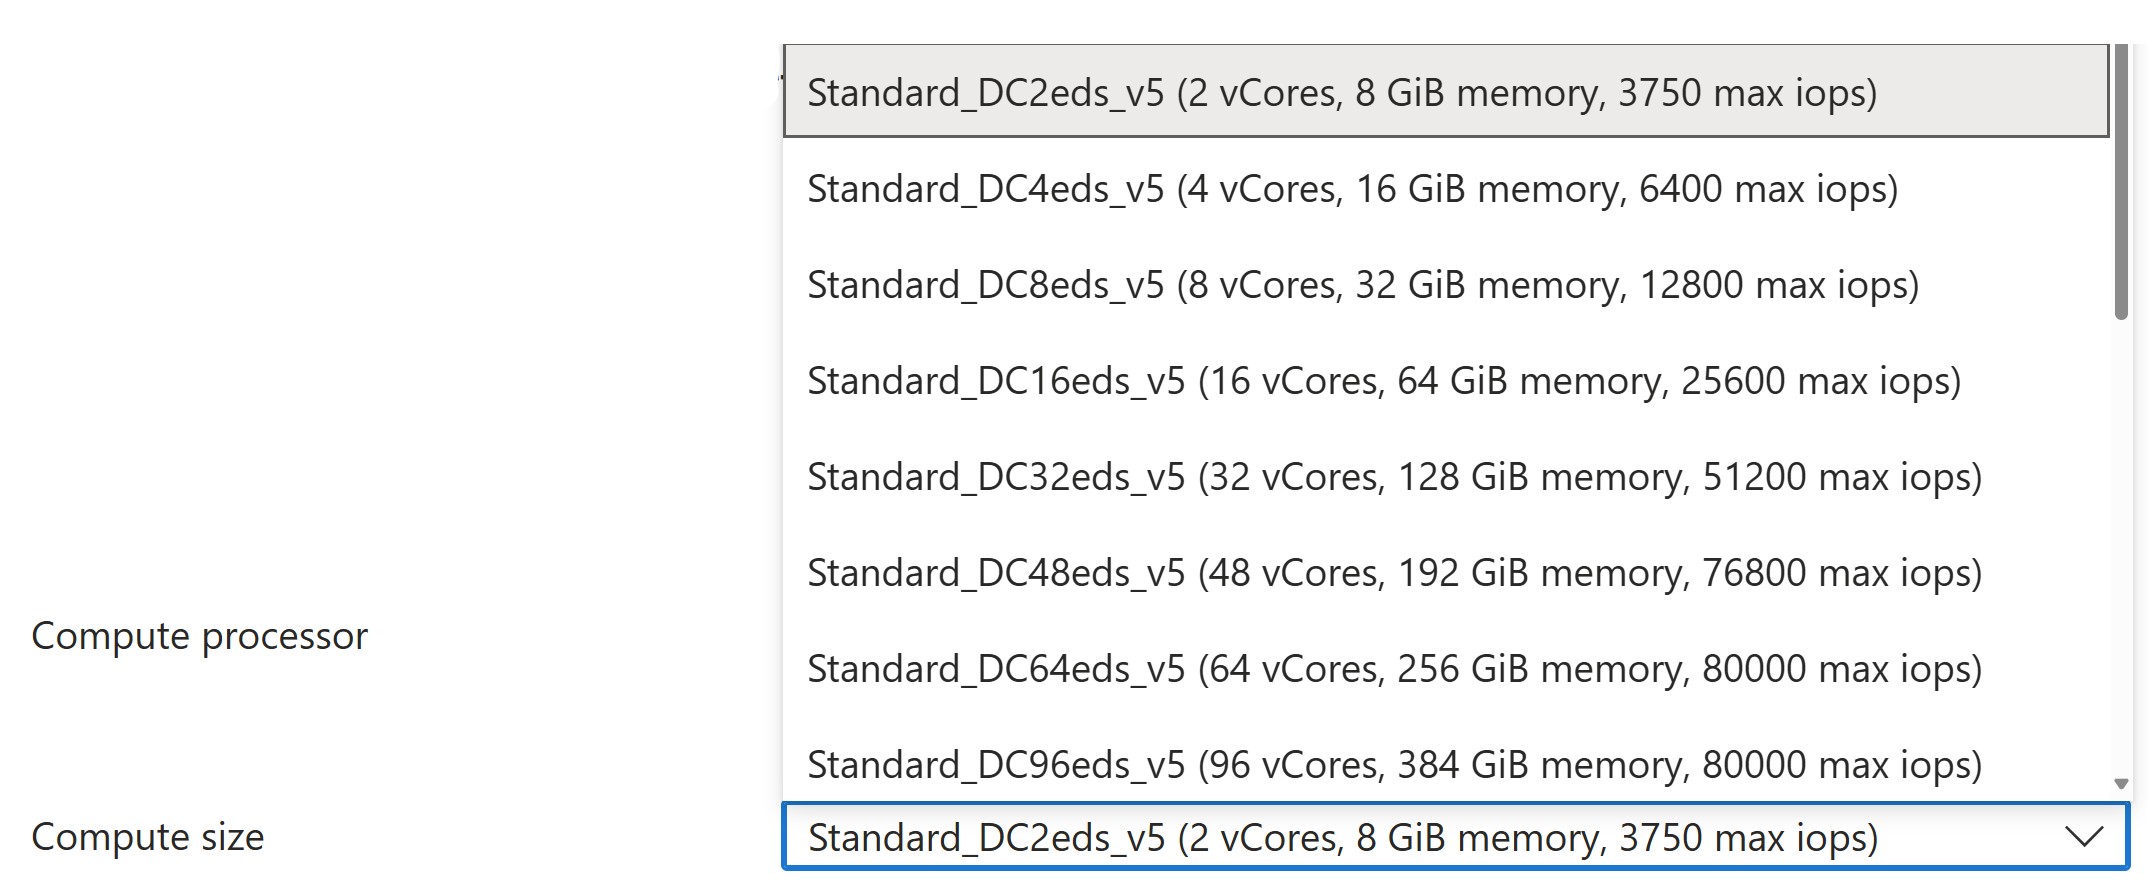 Standard_DC2eds_v5 (2 vCores, 8 GiB memory, 3750 max iops)
Standard_DC4eds_v5 (4 vCores, 16 GiB memory, 6400 max iops)
Standard_DC8eds_v5 (8 vCores, 32 GiB memory, 12800 max iops)
Standard_DC16eds_v5 (16 vCores, 64 GiB memory, 25600 max iops)
Standard_DC32eds_v5 (32 vCores, 128 GiB memory, 51200 max iops)
Standard_DC48eds_v5 (48 vCores, 192 GiB memory, 76800 max iops)
Compute processor
Standard_DC64eds_v5 (64 vCores, 256 GiB memory, 80000 max iops)
Standard_DC96eds_v5 (96 vCores, 384 GiB memory, 80000 max iops)
Compute size
Standard_DC2eds_v5 (2 vCores, 8 GiB memory, 3750 max iops)